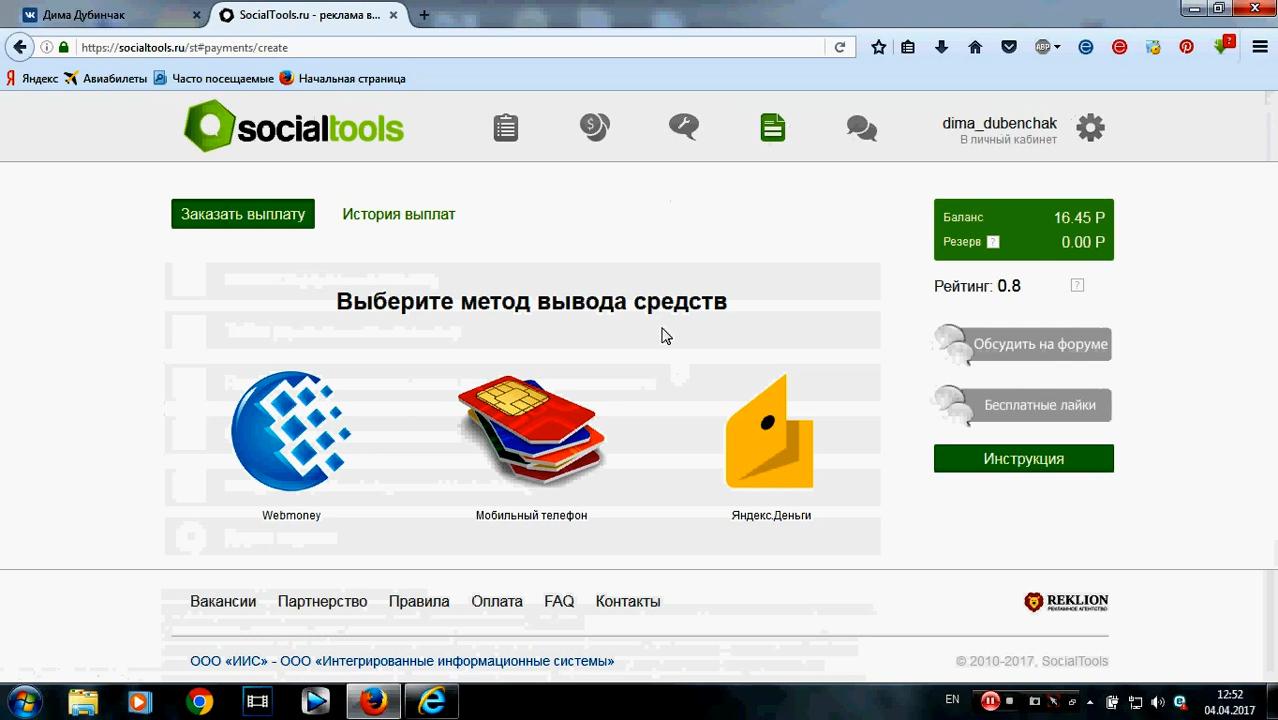 Дима Дубинчак
SocialTools.ru - реклама в...
https://socialtools.ru/st#payments/create
ABP
?
Яндекс
Авиабилеты
Часто посещаемые
Начальная страница
socialtools
dima_dubenchak
В личный кабинет
Заказать выплату
История выплат
Баланс 16.45 Р
Резерв ? 0.00 Р
Рейтинг: 0.8 ?
Выберите метод вывода средств
Обсудить на форуме
Бесплатные лайки
Инструкция
Webmoney
Мобильный телефон
Яндекс.Деньги
Вакансии Партнерство Правила Оплата FAQ Контакты
REKLION
РЕКЛАМНОЕ АГЕНТСТВО
ООО «ИИС» - ООО «Интегрированные информационные системы»
© 2010-2017, SocialTools
EN
12:52
04.04.2017